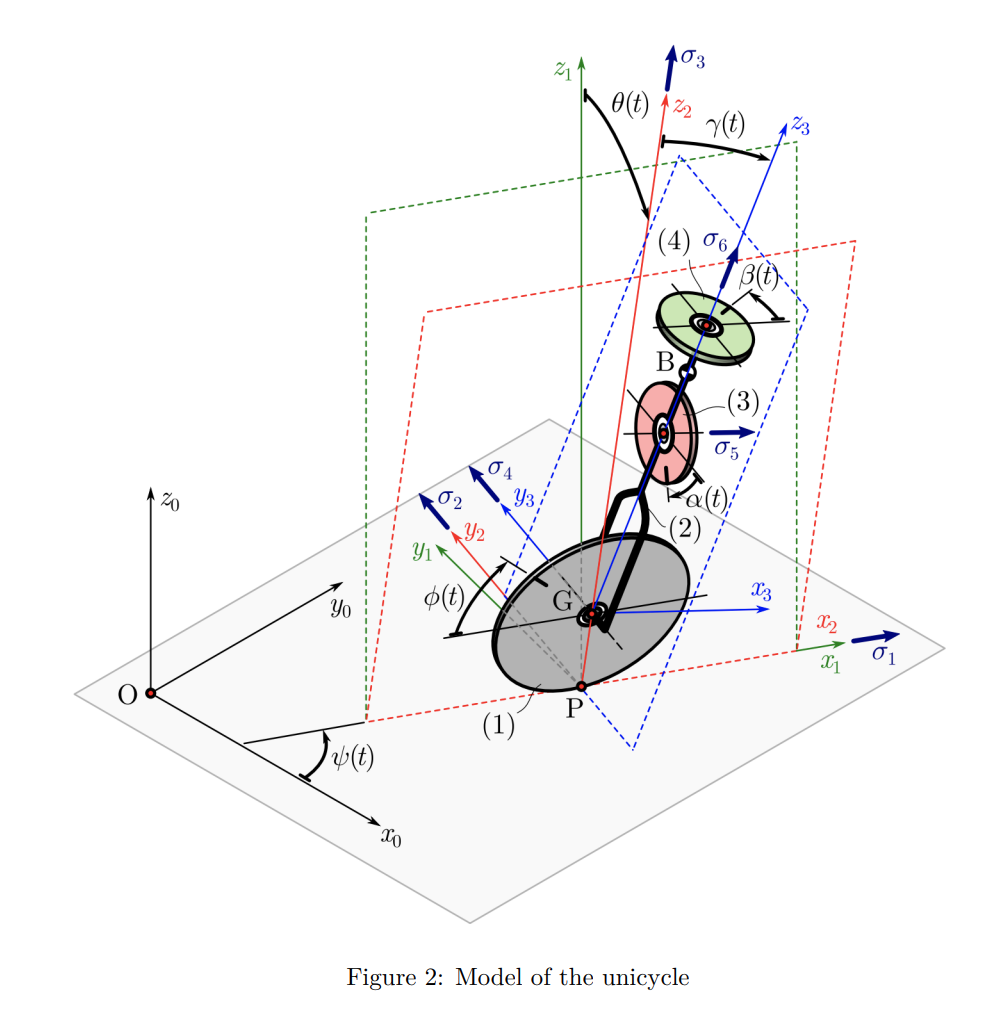 σ₃
z₁
θ(t)
z₂
γ(t)
z₃
(4)
σ₆
β(t)
B
(3)
σ₅
σ₄
α(t)
σ₂
y₃
z₀
(2)
y₂
y₁
G
x₃
φ(t)
y₀
x₂
O
P
x₁
σ₁
(1)
ψ(t)
x₀
Figure 2: Model of the unicycle